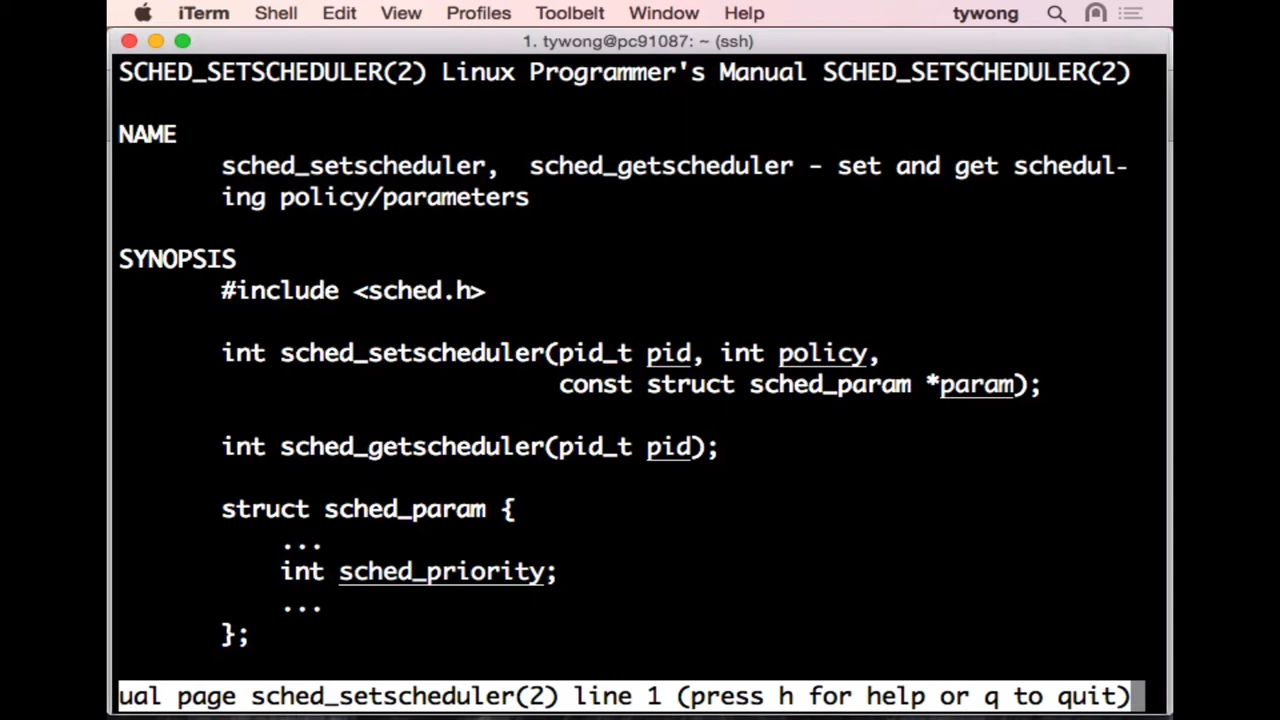 iTerm Shell Edit View Profiles Toolbelt Window Help tywong
1. tywong@pc91087: ~ (ssh)
SCHED_SETSCHEDULER(2) Linux Programmer's Manual SCHED_SETSCHEDULER(2)
NAME
sched_setscheduler, sched_getscheduler - set and get schedul-
ing policy/parameters
SYNOPSIS
#include <sched.h>
int sched_setscheduler(pid_t pid, int policy,
const struct sched_param *param);
int sched_getscheduler(pid_t pid);
struct sched_param {
...
int sched_priority;
...
};
ual page sched_setscheduler(2) line 1 (press h for help or q to quit)